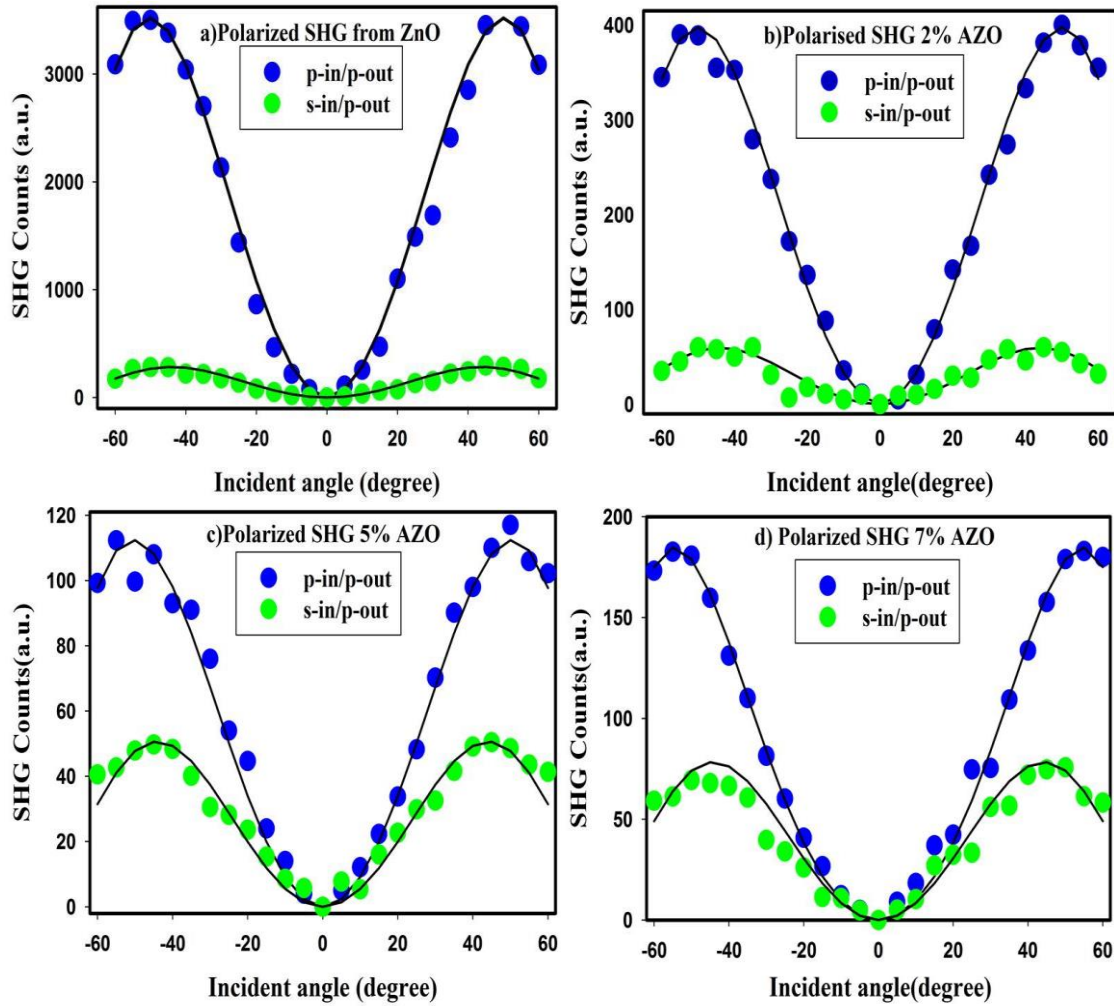 a)Polarized SHG from ZnO
p-in/p-out
s-in/p-out
SHG Counts (a.u.)
3000
2000
1000
0
-60 -40 -20 0 20 40 60
Incident angle (degree)
b)Polarised SHG 2% AZO
p-in/p-out
s-in/p-out
SHG Counts (a.u.)
400
300
200
100
0
-60 -40 -20 0 20 40 60
Incident angle(degree)
c)Polarized SHG 5% AZO
p-in/p-out
s-in/p-out
SHG Counts(a.u.)
120
100
80
60
40
20
0
-60 -40 -20 0 20 40 60
Incident angle (degree)
d) Polarized SHG 7% AZO
p-in/p-out
s-in/p-out
SHG Counts(a.u.)
200
150
100
50
0
-60 -40 -20 0 20 40 60
Incident angle(degree)